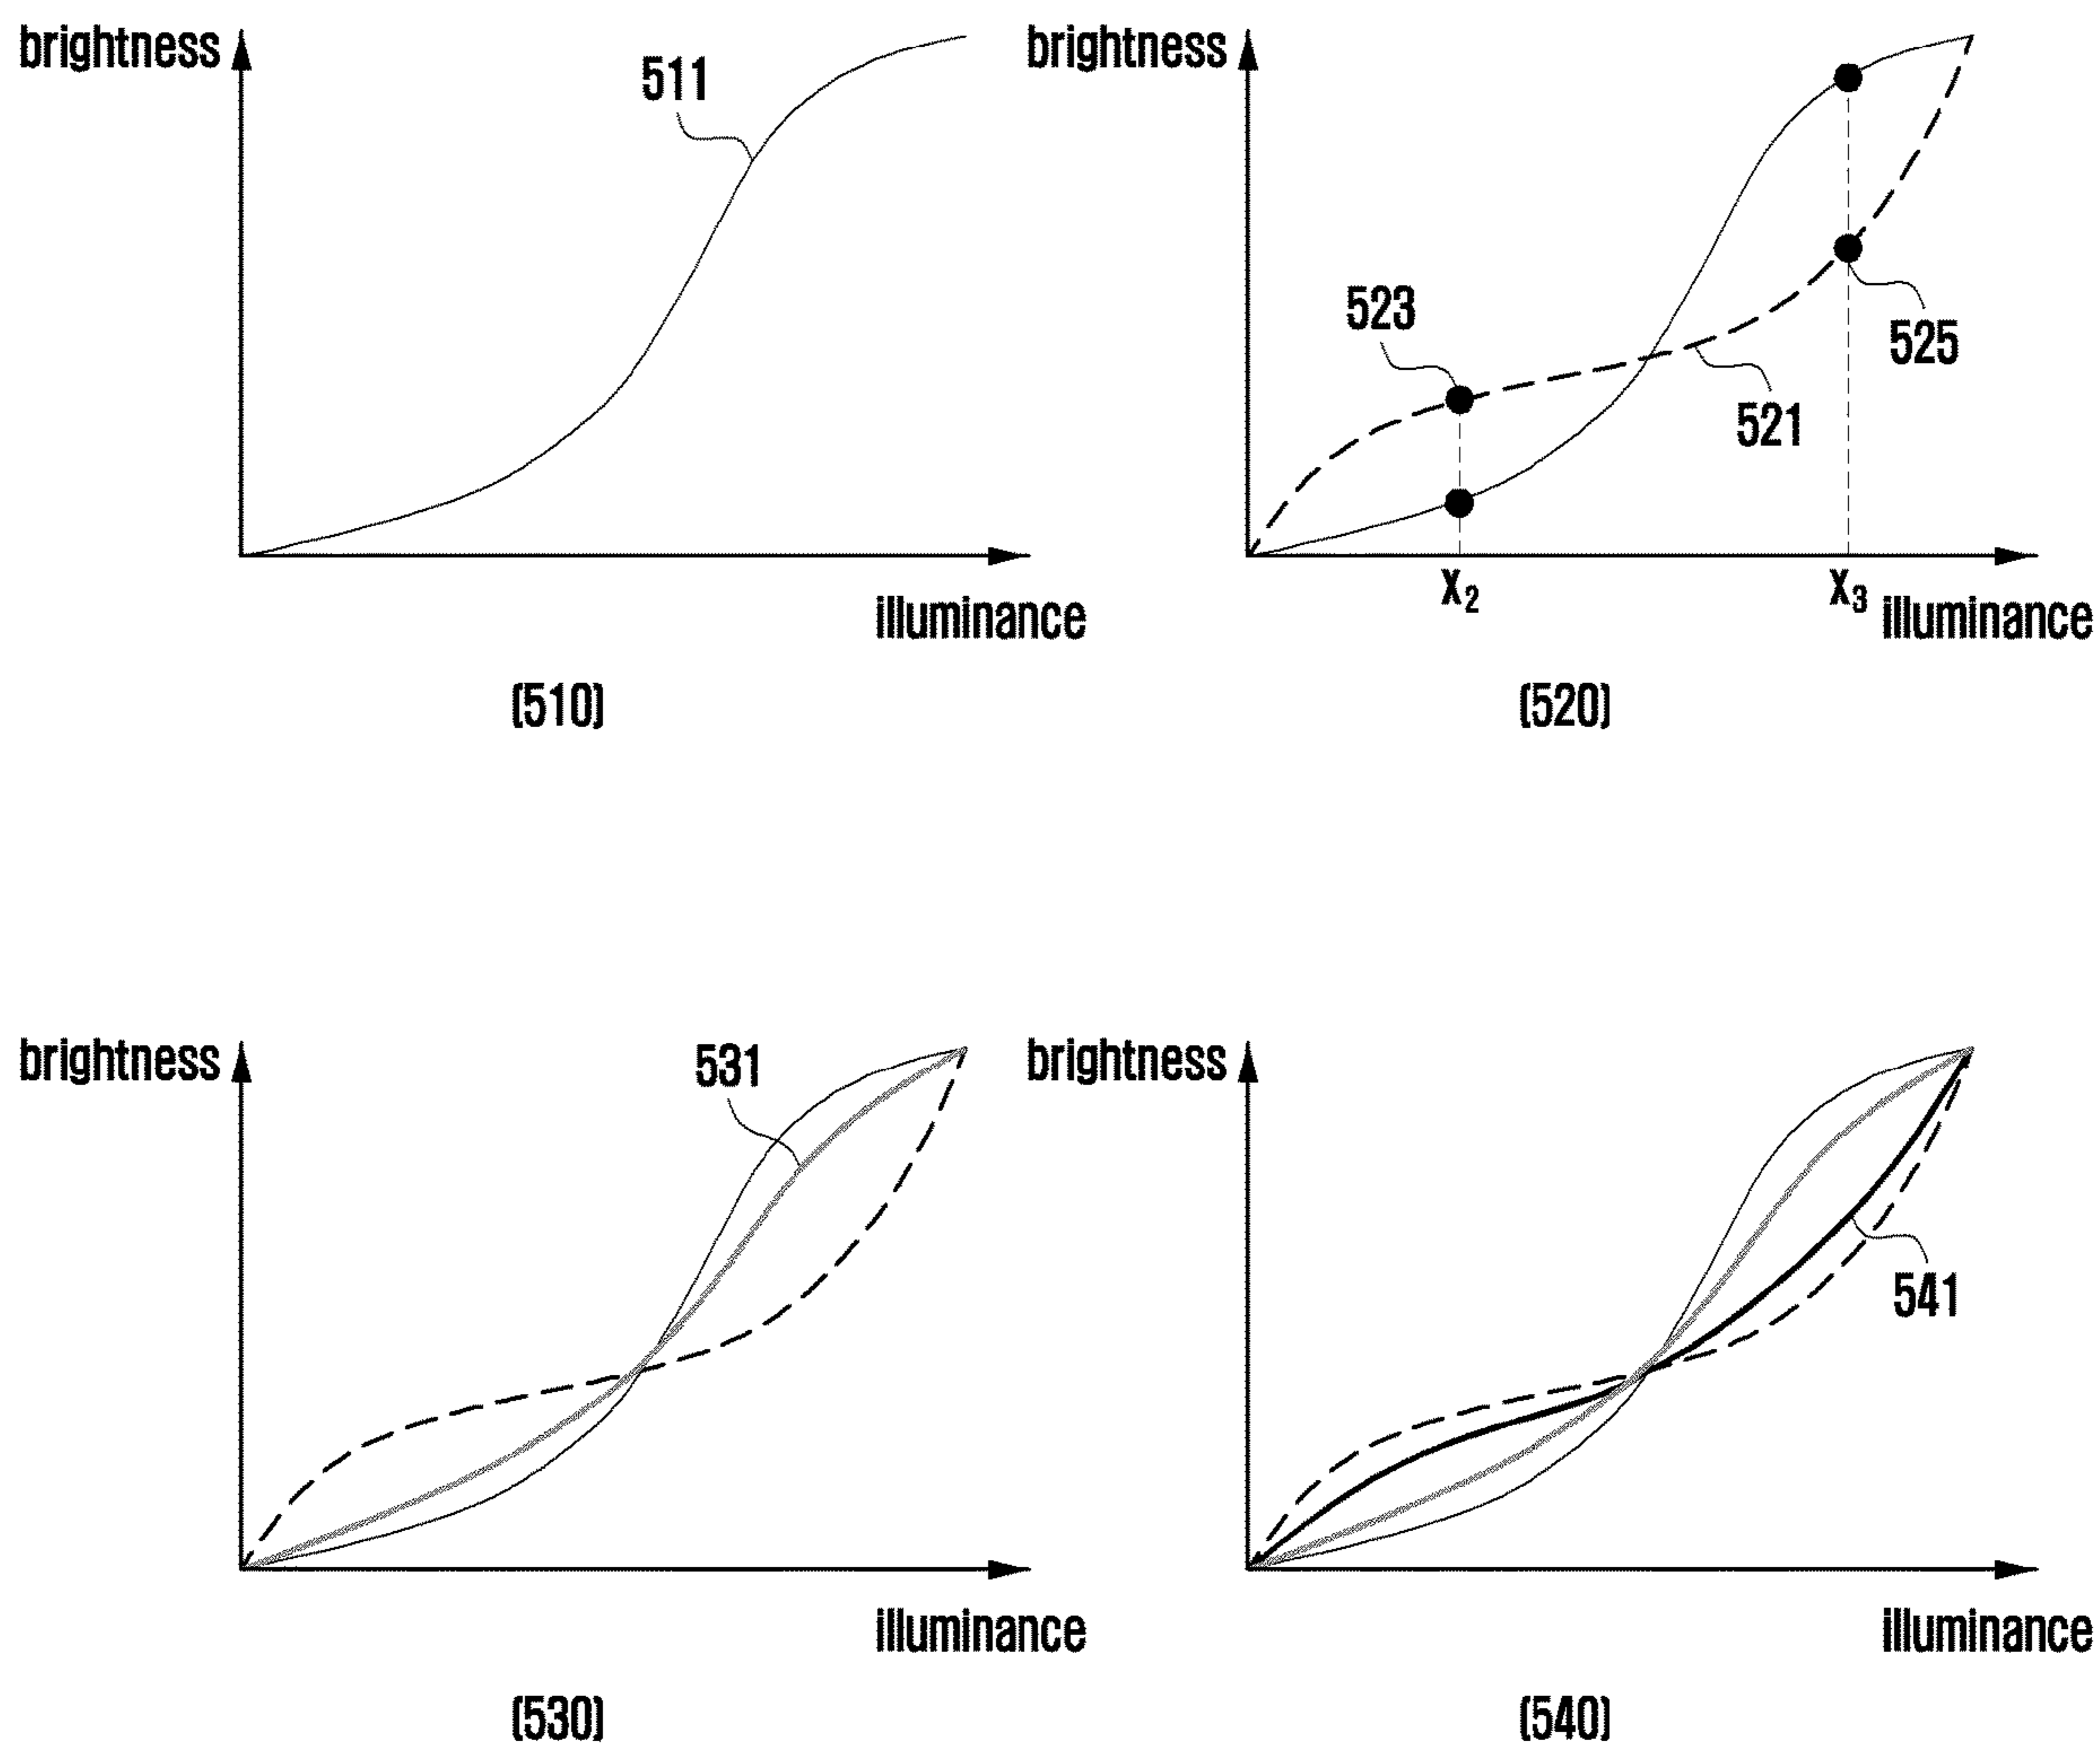 brightness
511
illuminance
(510)
brightness
523
525
521
X2
X3
illuminance
(520)
brightness
531
illuminance
(530)
brightness
541
illuminance
(540)